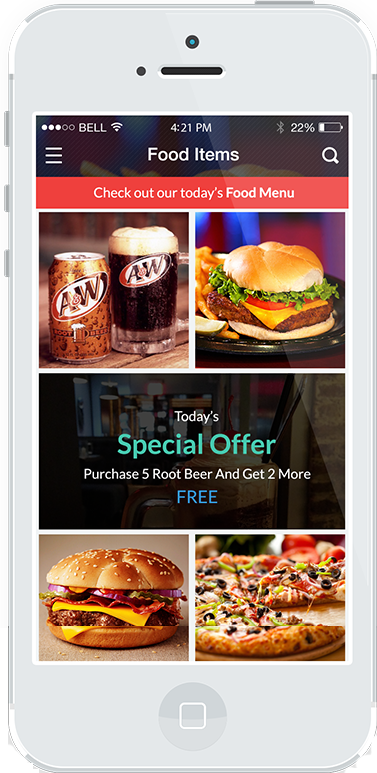 BELL 4:21 PM 22%
Food Items
Check out our today's Food Menu
A&W A&W
Today's
Special Offer
Purchase 5 Root Beer And Get 2 More
FREE